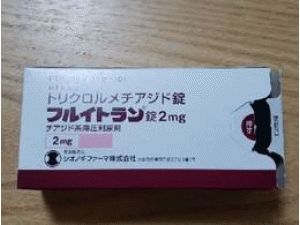 トリクロルメチアジド錠
フルイトラン錠2mg
チアジド系降圧利尿剤
2mg
シオノギファーマ株式会社
押す